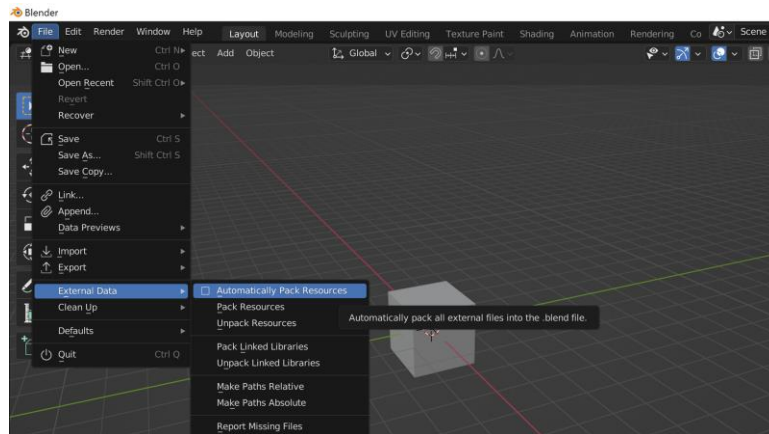 Blender
File Edit Render Window Help Layout Modeling Sculpting UV Editing Texture Paint Shading Animation Rendering Co Scene
ect Add Object Global
New Ctrl N
Open... Ctrl O
Open Recent Shift Ctrl O
Revert
Recover
Save Ctrl S
Save As... Shift Ctrl S
Save Copy...
Link...
Append...
Data Previews
Import
Export
External Data
Clean Up
Defaults
Quit Ctrl Q
Automatically Pack Resources
Pack Resources
Unpack Resources
Automatically pack all external files into the .blend file.
Pack Linked Libraries
Unpack Linked Libraries
Make Paths Relative
Make Paths Absolute
Report Missing Files